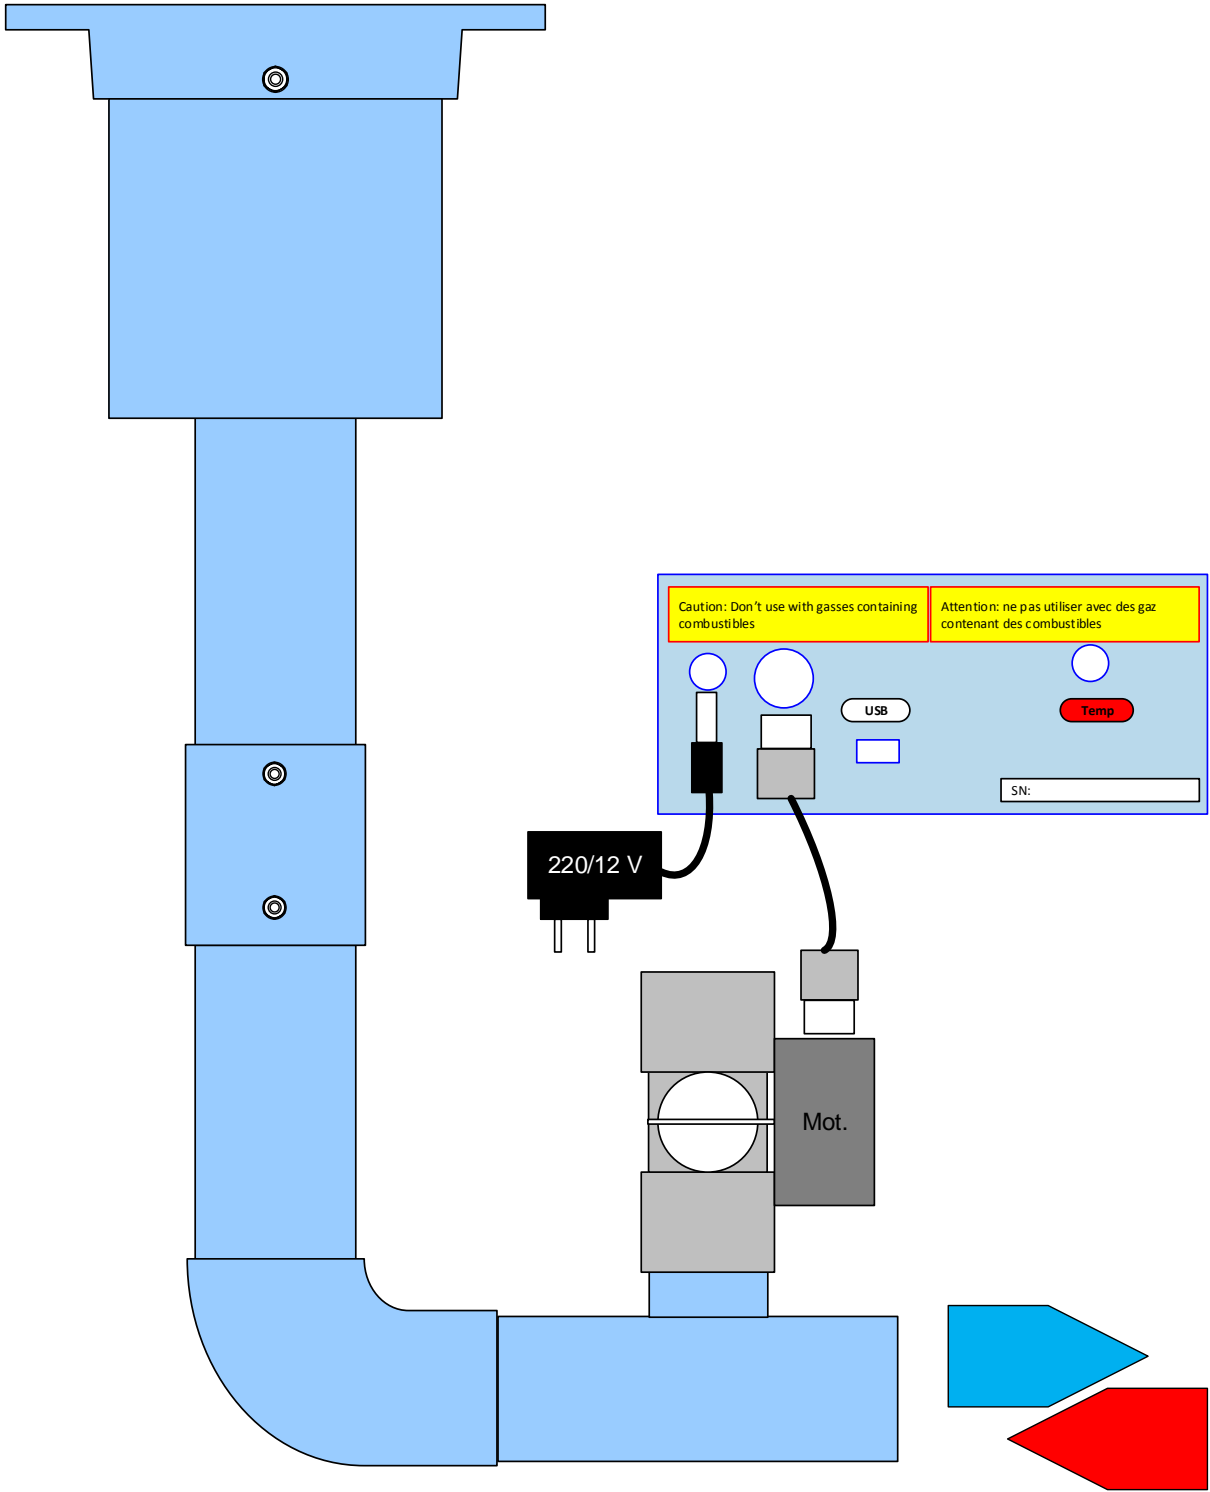 Caution: Don't use with gasses containing
combustibles
Attention: ne pas utiliser avec des gaz
contenant des combustibles
USB
Temp
SN:
220/12 V
Mot.